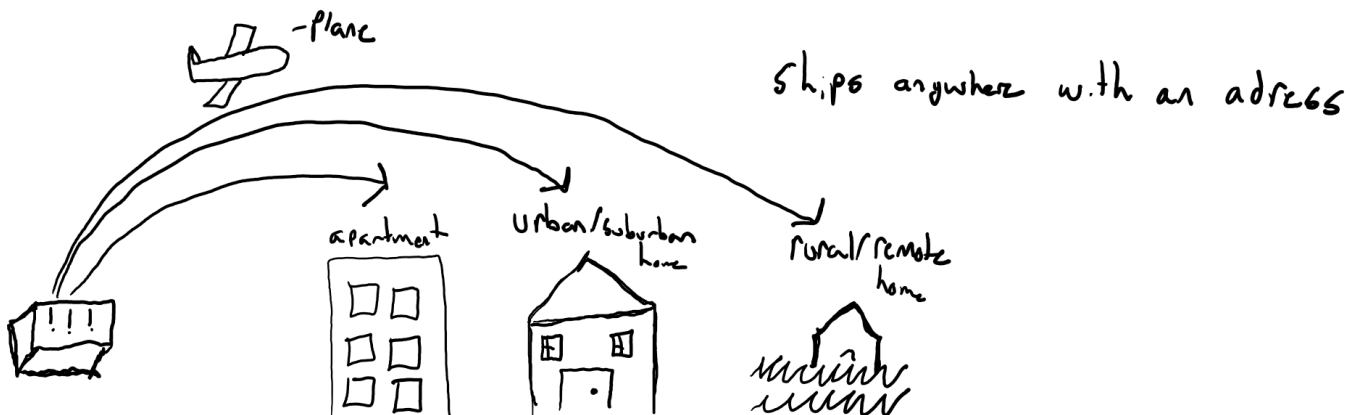 -Plane
Ships anywhere with an adress
apartment
urban/suburban
home
rural/remote
home
! ! !